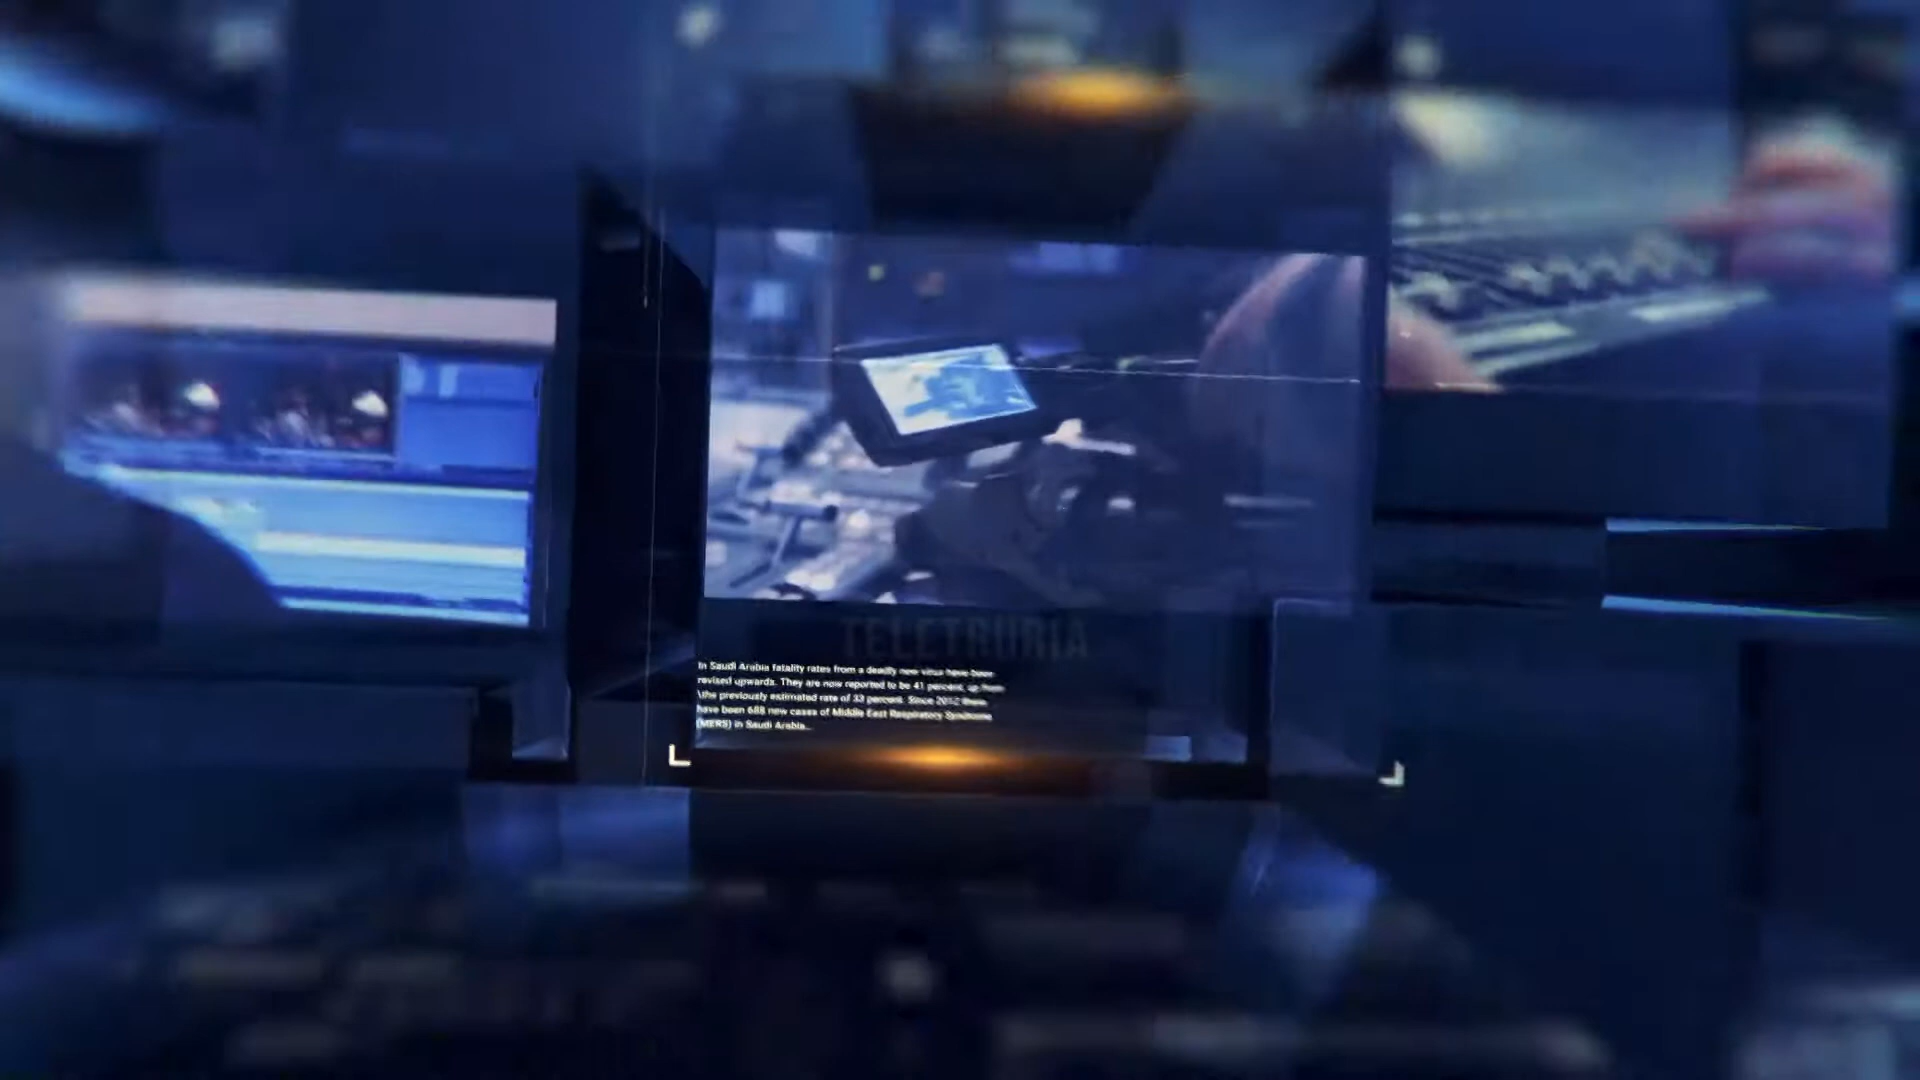 TELETRURIA
In Saudi Arabia fatality rates from a deadly new virus have been
revised upwards. They are now reported to be 41 percent, up from
the previously estimated rate of 33 percent. Since 2012 there
have been 688 new cases of Middle East Respiratory Syndrome
(MERS) in Saudi Arabia...